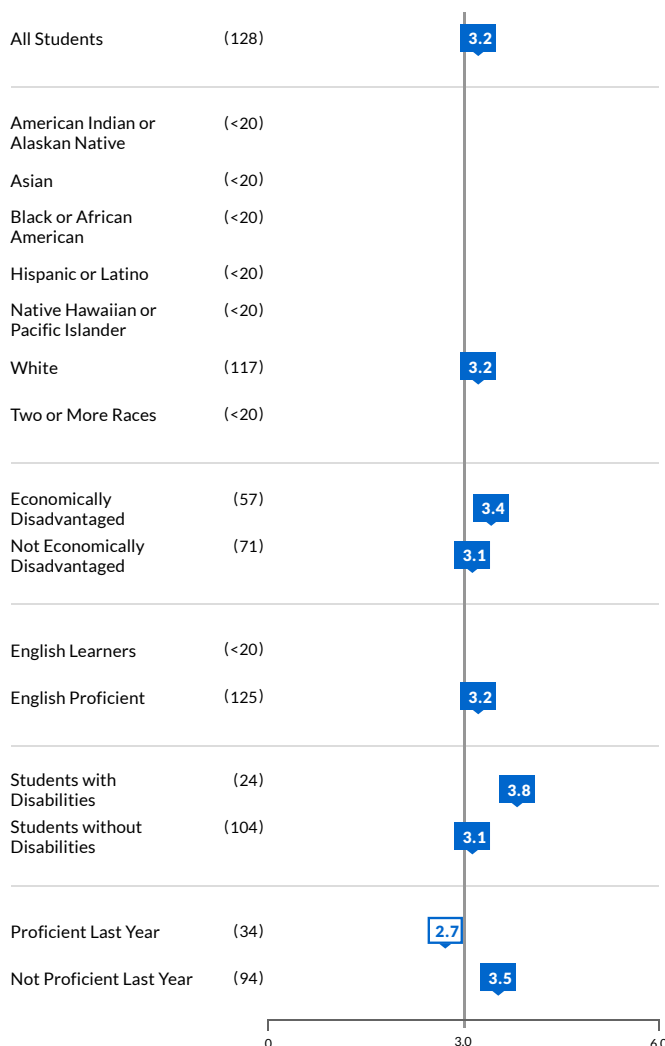 All Students (128) 3.2
American Indian or (<20)
Alaskan Native
Asian (<20)
Black or African (<20)
American
Hispanic or Latino (<20)
Native Hawaiian or (<20)
Pacific Islander
White (117) 3.2
Two or More Races (<20)
Economically (57) 3.4
Disadvantaged
Not Economically (71) 3.1
Disadvantaged
English Learners (<20)
English Proficient (125) 3.2
Students with (24) 3.8
Disabilities
Students without (104) 3.1
Disabilities
Proficient Last Year (34) 2.7
Not Proficient Last Year (94) 3.5
0 3.0 6.0